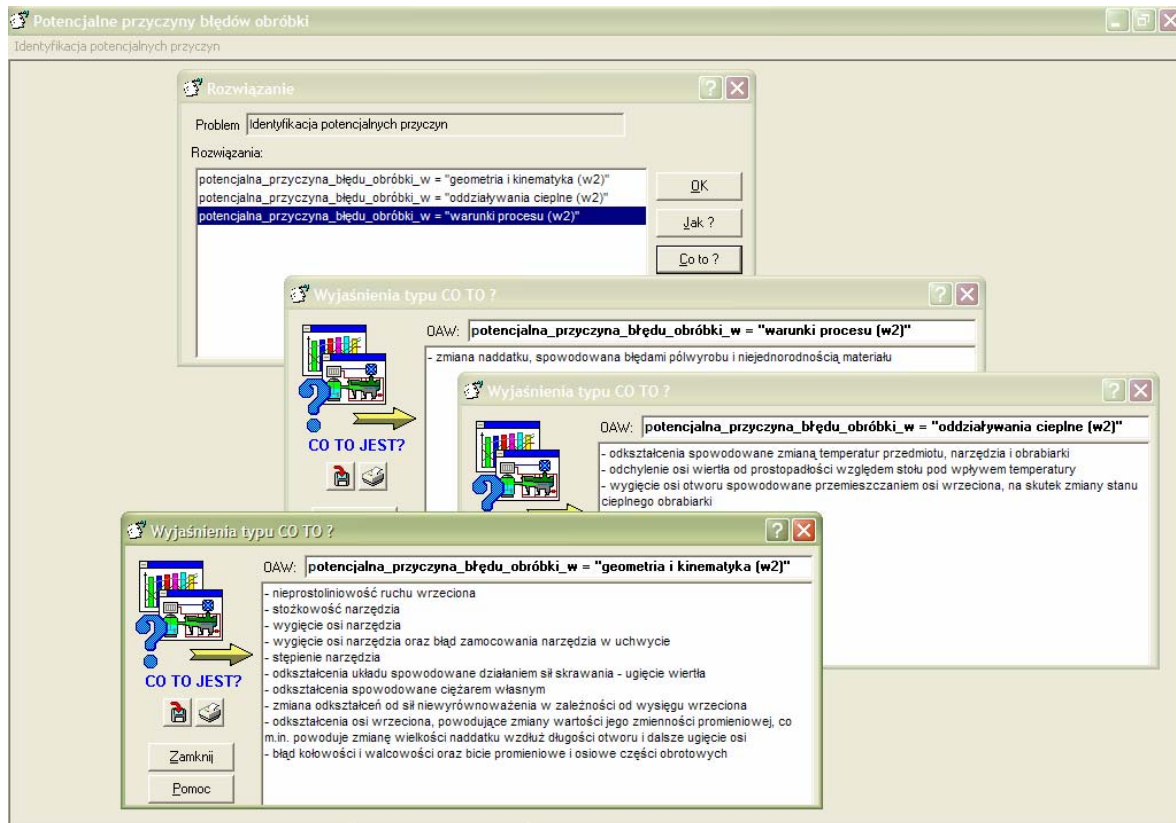 Potencjalne przyczyny błędów obróbki
Identyfikacja potencjalnych przyczyn
Rozwiązanie
Problem Identyfikacja potencjalnych przyczyn
Rozwiązania:
potencjalna_przyczyna_błędu_obróbki_w = "geometria i kinematyka (w2)"
potencjalna_przyczyna_błędu_obróbki_w = "oddziaływania cieplne (w2)"
potencjalna_przyczyna_błędu_obróbki_w = "warunki procesu (w2)"
OK
Jak ?
Co to ?
Wyjaśnienia typu CO TO ?
OAW: potencjalna_przyczyna_błędu_obróbki_w = "warunki procesu (w2)"
- zmiana naddatku, spowodowana błędami pólwyrobu i niejednorodnością materiału
CO TO JEST?
Wyjaśnienia typu CO TO ?
OAW: potencjalna_przyczyna_błędu_obróbki_w = "oddziaływania cieplne (w2)"
- odkształcenia spowodowane zmianą temperatur przedmiotu, narzędzia i obrabiarki
- odchylenie osi wiertła od prostopadłości względem stołu pod wpływem temperatury
- wygięcie osi otworu spowodowane przemieszczaniem osi wrzeciona, na skutek zmiany stanu
cieplnego obrabiarki
Wyjaśnienia typu CO TO ?
OAW: potencjalna_przyczyna_błędu_obróbki_w = "geometria i kinematyka (w2)"
- nieprostoliniowość ruchu wrzeciona
- stożkowość narzędzia
- wygięcie osi narzędzia
- wygięcie osi narzędzia oraz błąd zamocowania narzędzia w uchwycie
- stępienie narzędzia
- odkształcenia układu spowodowane działaniem sił skrawania - ugięcie wiertła
- odkształcenia spowodowane ciężarem własnym
- zmiana odkształceń od sił niewyrównoważenia w zależności od wysięgu wrzeciona
- odkształcenia osi wrzeciona, powodujące zmiany wartości jego zmienności promieniowej, co
m.in. powoduje zmianę wielkości naddatku wzdłuż długości otworu i dalsze ugięcie osi
- błąd kołowości i walcowości oraz bicie promieniowe i osiowe części obrotowych
CO TO JEST?
Zamknij
Pomoc